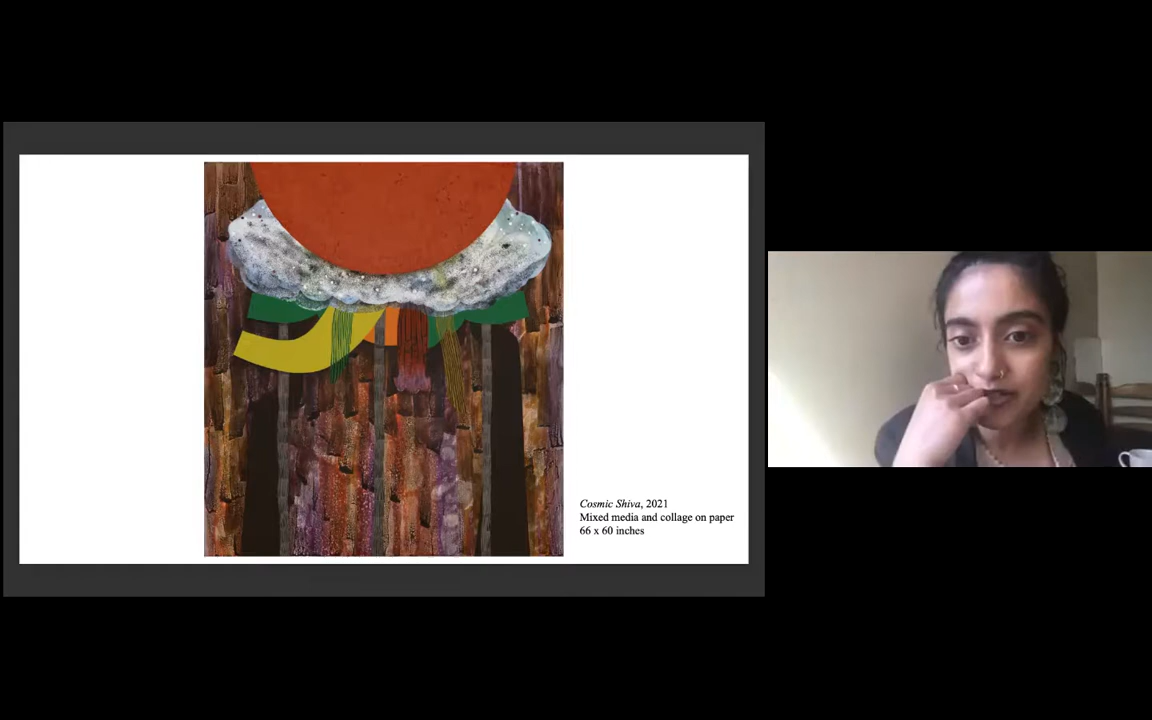 Cosmic Shiva, 2021
Mixed media and collage on paper
66 x 60 inches